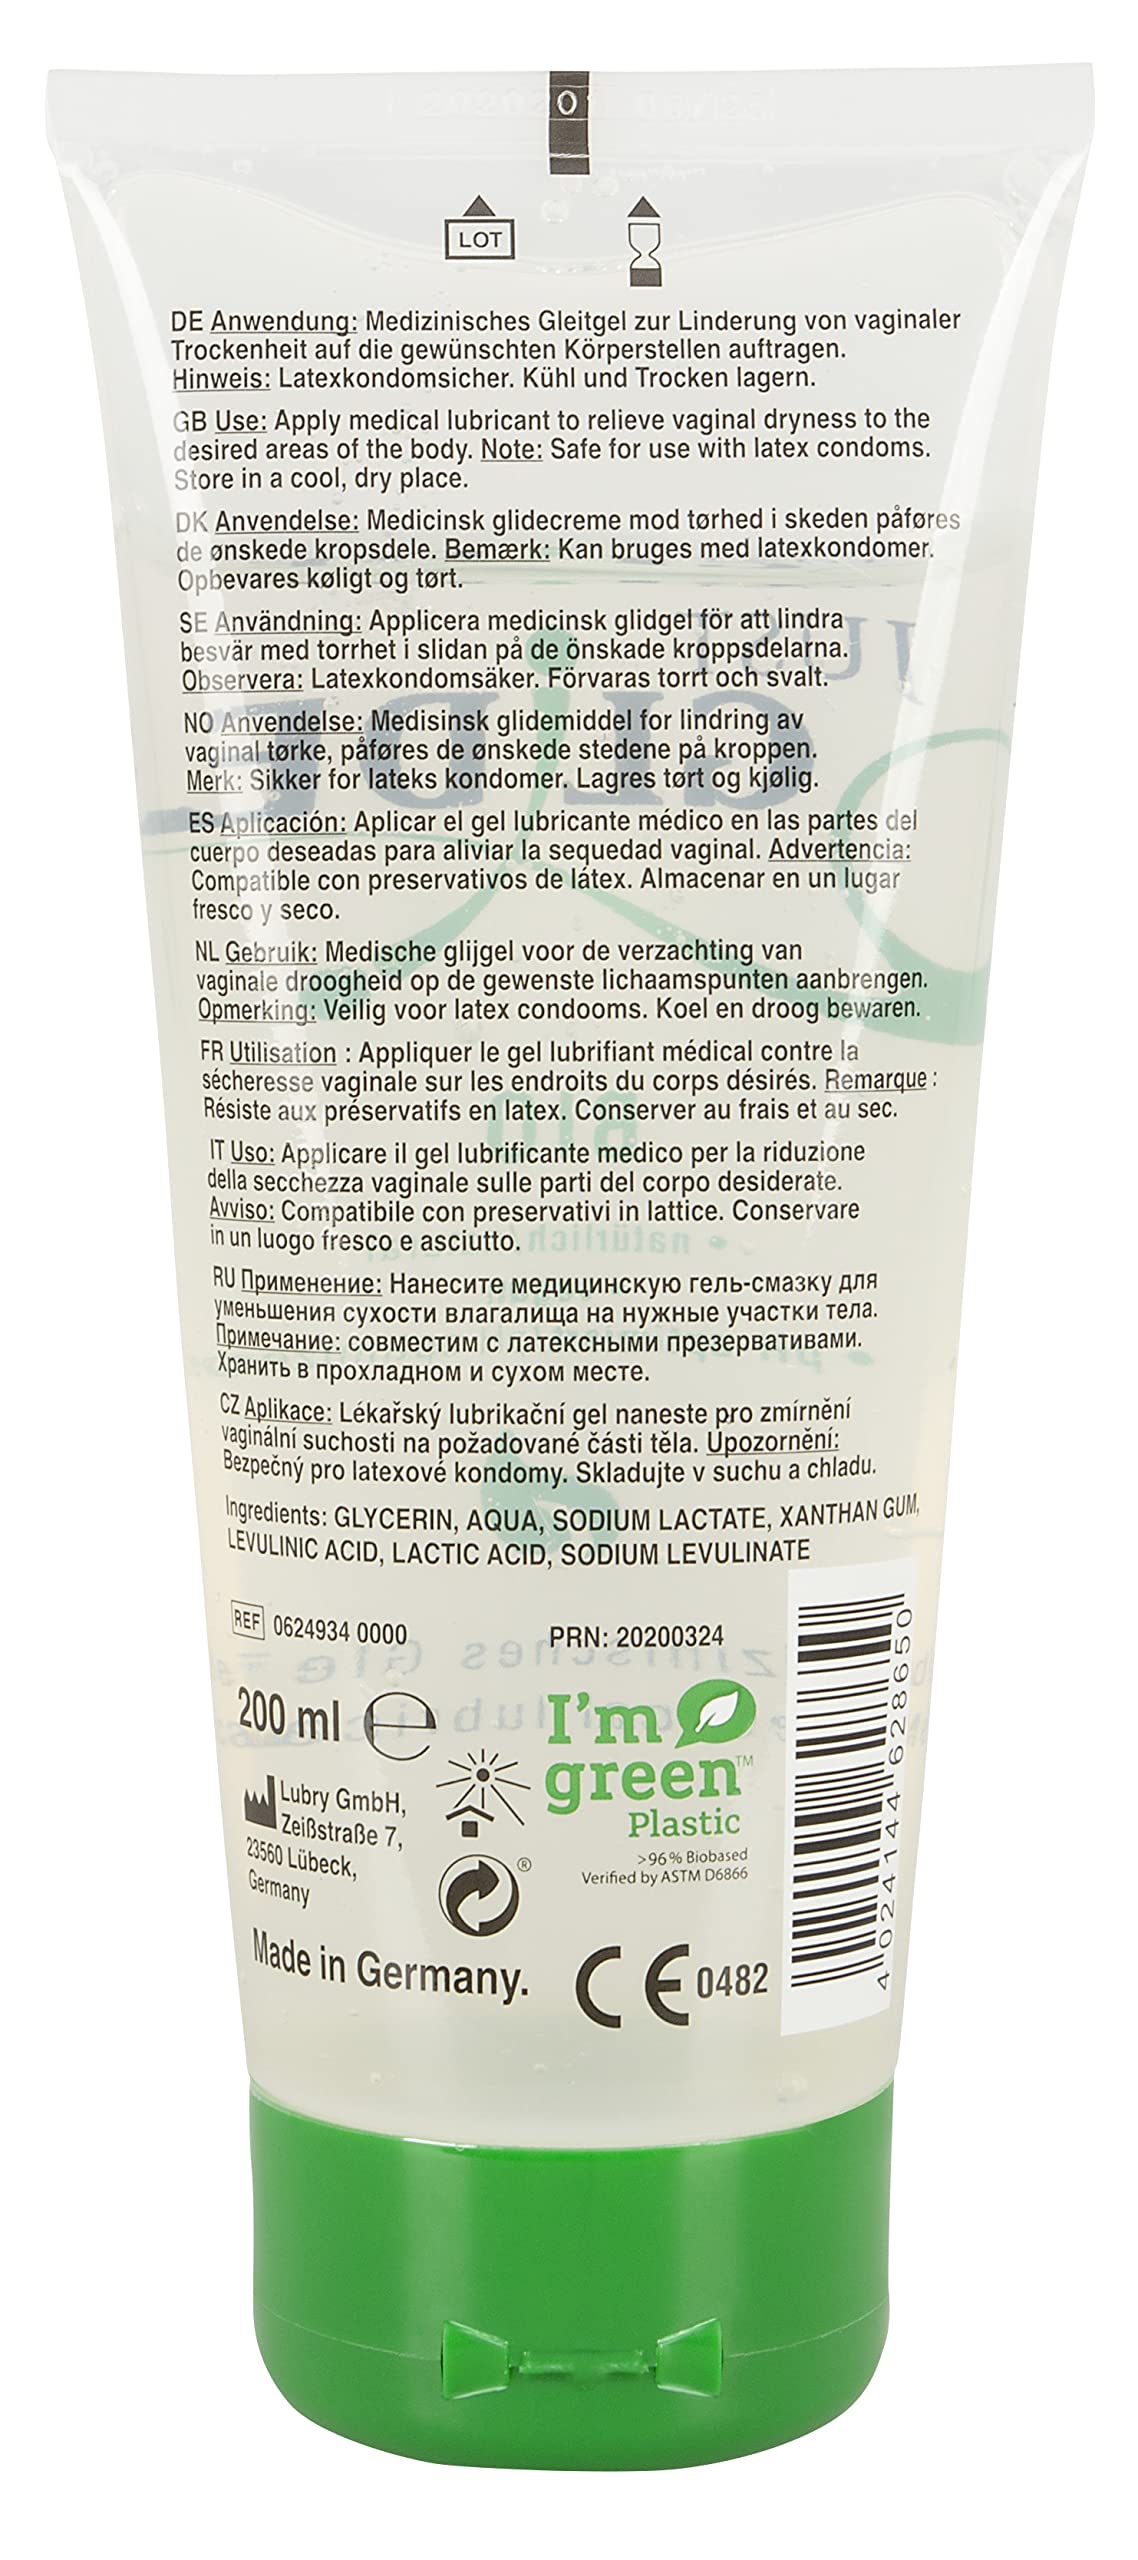 LOT
DE Anwendung: Medizinisches Gleitgel zur Linderung von vaginaler
Trockenheit auf die gewünschten Körperstellen auftragen.
Hinweis: Latexkondomsicher. Kühl und Trocken lagern.
GB Use: Apply medical lubricant to relieve vaginal dryness to the
desired areas of the body. Note: Safe for use with latex condoms.
Store in a cool, dry place.
DK Anvendelse: Medicinsk glidecreme mod tørhed i skeden påføres
de ønskede kropsdele. Bemærk: Kan bruges med latexkondomer.
Opbevares køligt og tørt.
SE Användning: Applicera medicinsk glidgel för att lindra
besvär med torrhet i slidan på de önskade kroppsdelarna.
Observera: Latexkondomsäker. Förvaras torrt och svalt.
NO Anvendelse: Medisinsk glidemiddel for lindring av
vaginal tørke, påføres de ønskede stedene på kroppen.
Merk: Sikker for lateks kondomer. Lagres tørt og kjølig.
ES Aplicación: Aplicar el gel lubricante médico en las partes del
cuerpo deseadas para aliviar la sequedad vaginal. Advertencia:
Compatible con preservativos de látex. Almacenar en un lugar
fresco y seco.
NL Gebruik: Medische glijgel voor de verzachting van
vaginale droogheid op de gewenste lichaamspunten aanbrengen.
Opmerking: Veilig voor latex condooms. Koel en droog bewaren.
FR Utilisation : Appliquer le gel lubrifiant médical contre la
sécheresse vaginale sur les endroits du corps désirés. Remarque :
Résiste aux préservatifs en latex. Conserver au frais et au sec.
IT Uso: Applicare il gel lubrificante medico per la riduzione
della secchezza vaginale sulle parti del corpo desiderate.
Avviso: Compatibile con preservativi in lattice. Conservare
in un luogo fresco e asciutto.
RU Применение: Нанесите медицинскую гель-смазку для
уменьшения сухости влагалища на нужные участки тела.
Примечание: совместим с латексными презервативами.
Хранить в прохладном и сухом месте.
CZ Aplikace: Lékařský lubrikační gel naneste pro zmírnění
vaginální suchosti na požadované části těla. Upozornění:
Bezpečný pro latexové kondomy. Skladujte v suchu a chladu.
Ingredients: GLYCERIN, AQUA, SODIUM LACTATE, XANTHAN GUM,
LEVULINIC ACID, LACTIC ACID, SODIUM LEVULINATE
REF 0624934 0000
PRN: 20200324
200 ml e
I'm
green™
Plastic
>96 % Biobased
Verified by ASTM D6866
Lubry GmbH,
Zeißstraße 7,
23560 Lübeck,
Germany
®
Made in Germany.
CE 0482
4 024144 628650
JUST
GLIDE
BIO